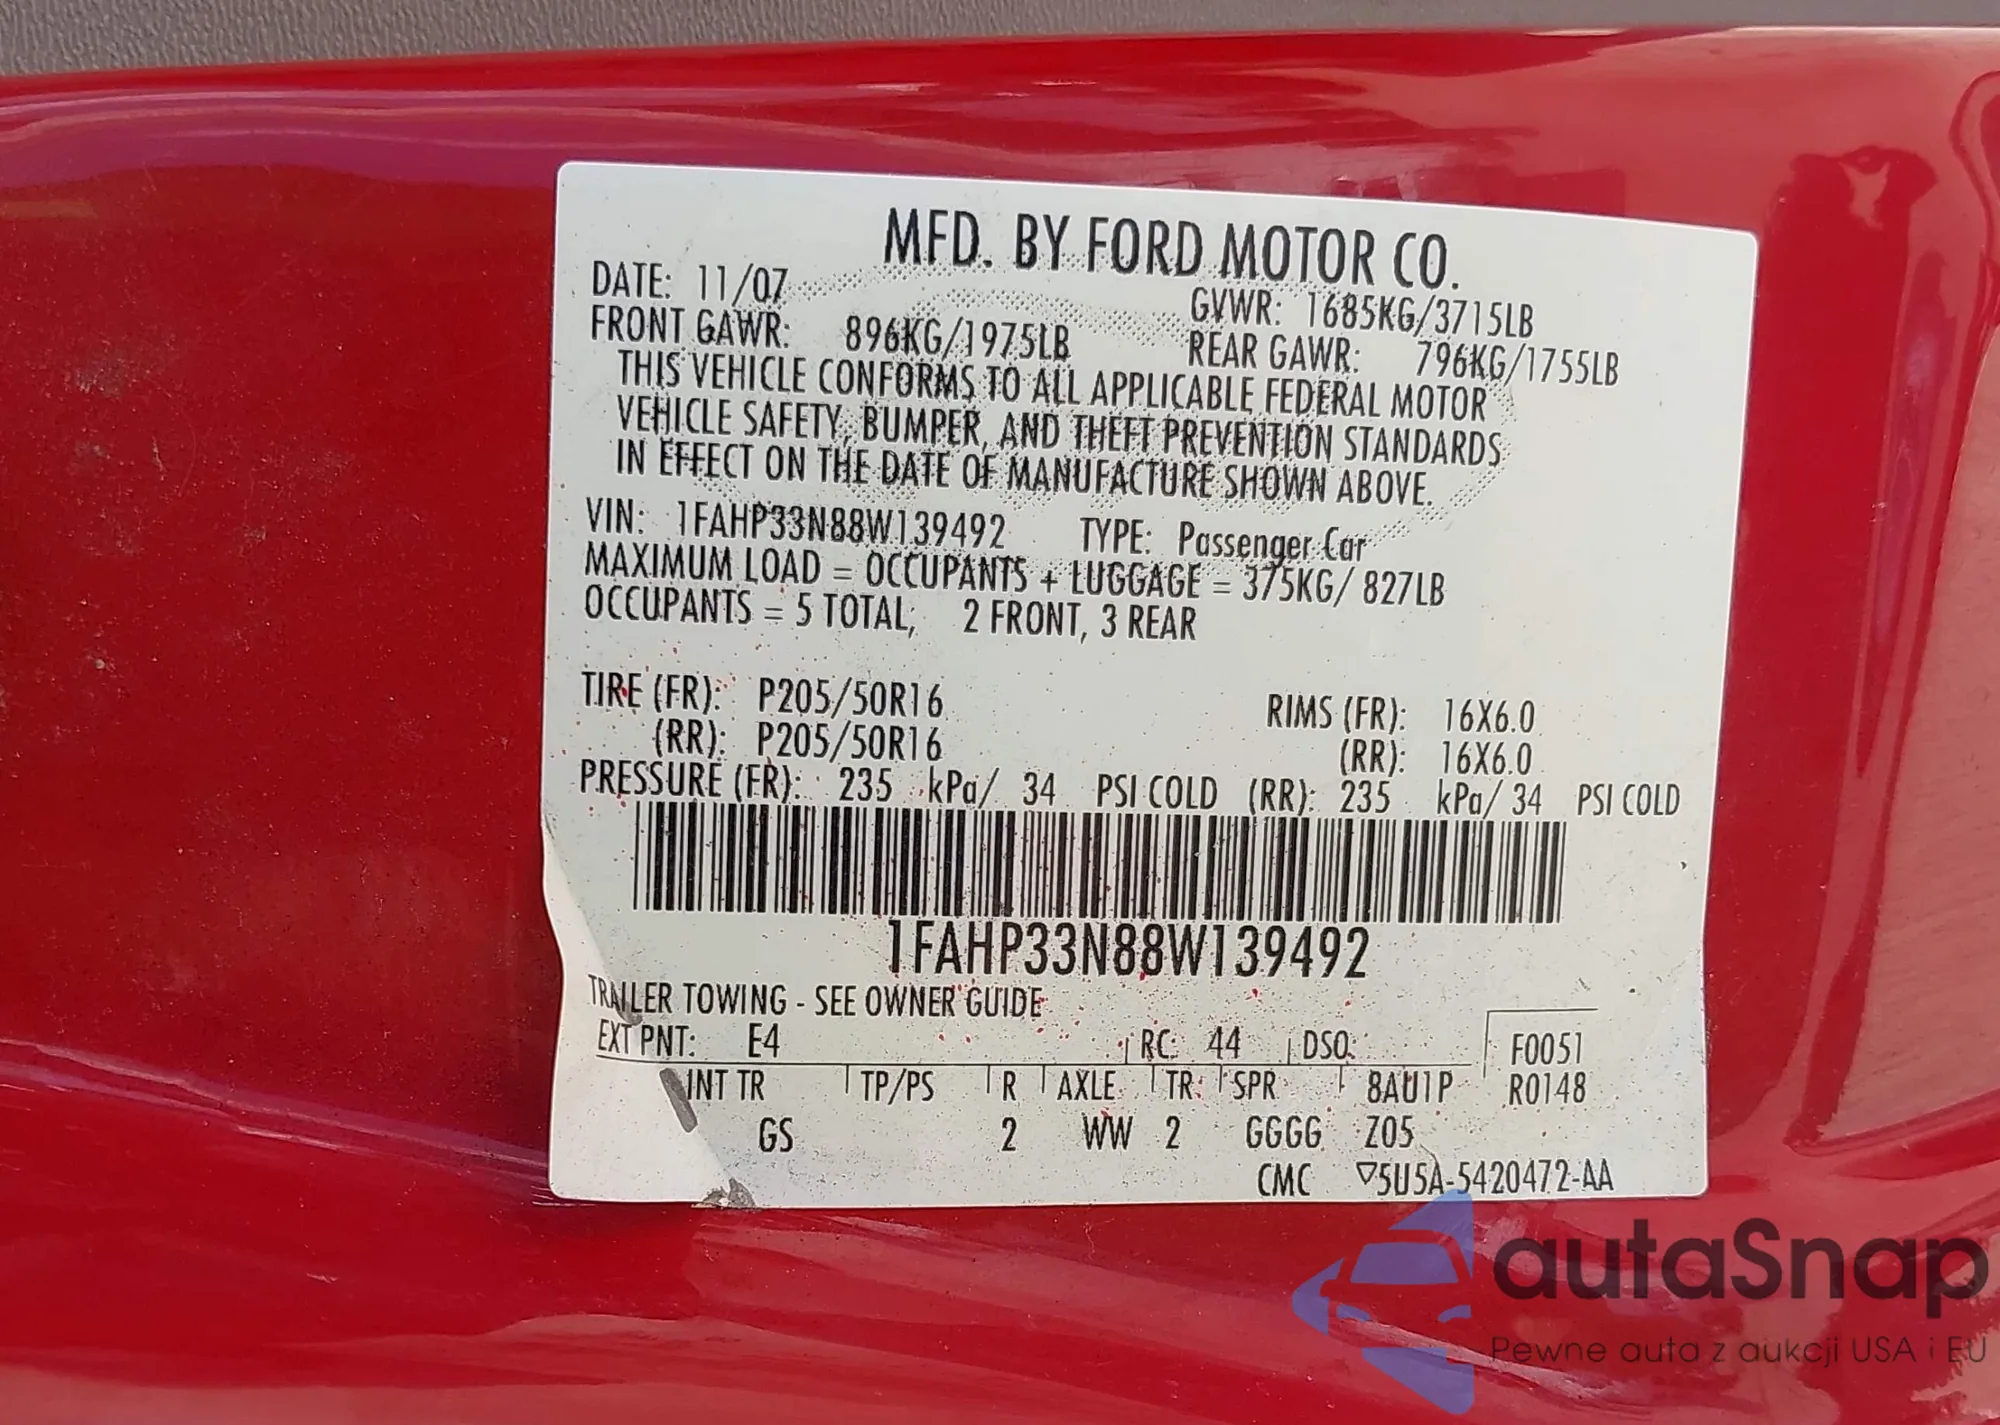 MFD. BY FORD MOTOR CO.
DATE: 11/07 GVWR: 1685KG/3715LB
FRONT GAWR: 896KG/1975LB REAR GAWR: 796KG/1755LB
THIS VEHICLE CONFORMS TO ALL APPLICABLE FEDERAL MOTOR
VEHICLE SAFETY, BUMPER, AND THEFT PREVENTION STANDARDS
IN EFFECT ON THE DATE OF MANUFACTURE SHOWN ABOVE.
VIN: 1FAHP33N88W139492 TYPE: Passenger Car
MAXIMUM LOAD = OCCUPANTS + LUGGAGE = 375KG/ 827LB
OCCUPANTS = 5 TOTAL; 2 FRONT, 3 REAR
TIRE (FR): P205/50R16 RIMS (FR): 16X6.0
(RR): P205/50R16 (RR): 16X6.0
PRESSURE (FR): 235 kPa/ 34 PSI COLD (RR): 235 kPa/ 34 PSI COLD
1FAHP33N88W139492
TRAILER TOWING - SEE OWNER GUIDE
EXT PNT: E4 RC: 44 DSO: F0051
INT TR TP/PS R AXLE TR SPR 8AU1P R0148
GS 2 WW 2 GGGG Z05
CMC ▽5U5A-5420472-AA
autaSnap
Pewne auta z aukcji USA i EU